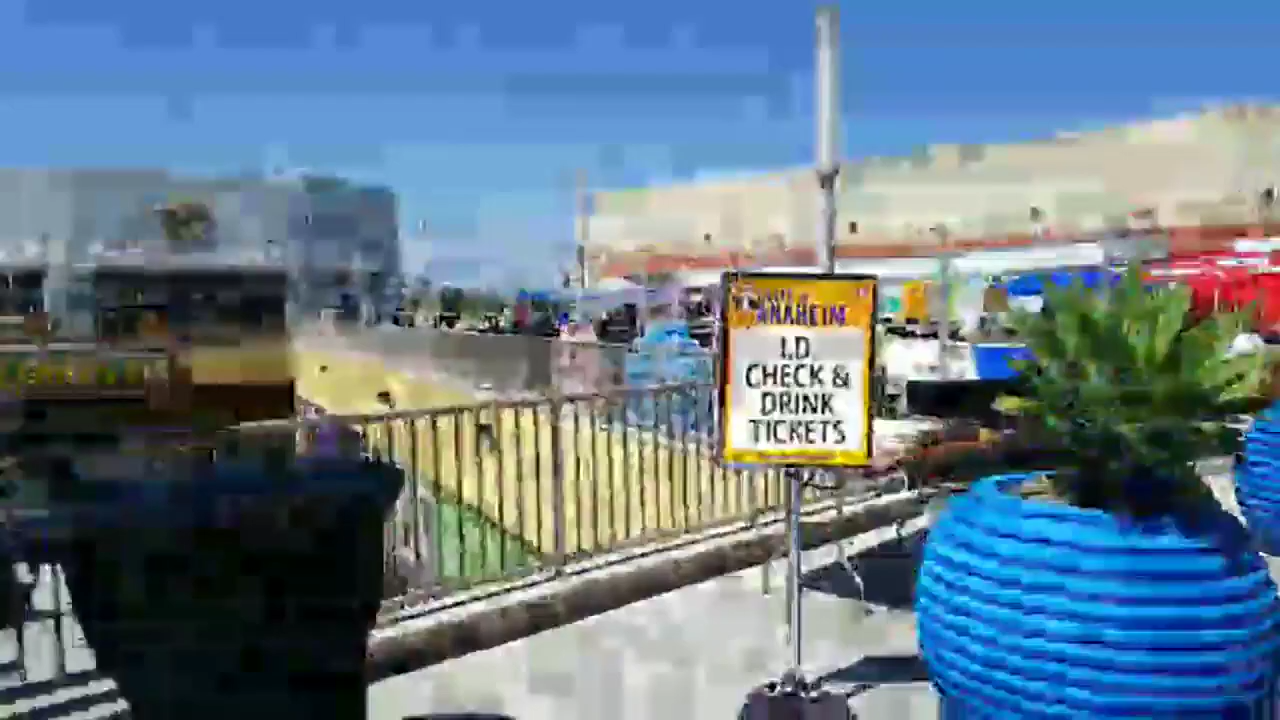 ANAHEIM
I.D.
CHECK &
DRINK
TICKETS